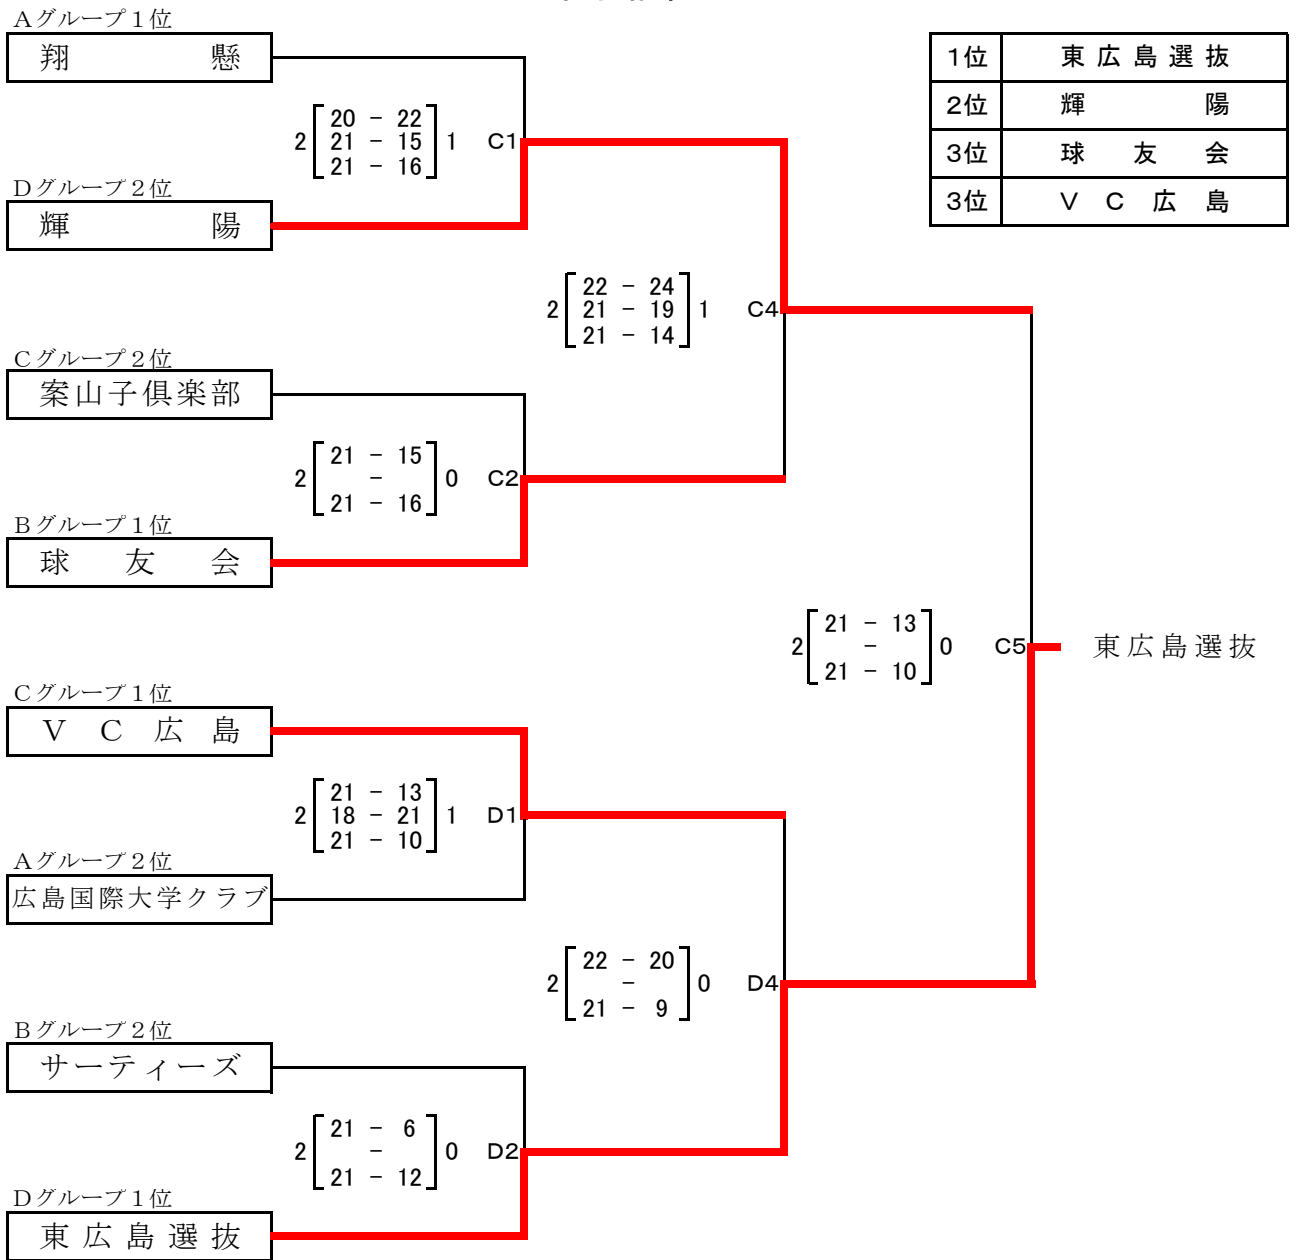 Aグループ1位
翔 懸
1位 東広島選抜
2位 輝 陽
3位 球 友 会
3位 V C 広 島
20 - 22
2 21 - 15 1 C1
21 - 16
Dグループ2位
輝 陽
22 - 24
2 21 - 19 1 C4
21 - 14
Cグループ2位
案山子倶楽部
21 - 15
2 - 0 C2
21 - 16
Bグループ1位
球 友 会
21 - 13
2 - 0 C5 東広島選抜
21 - 10
Cグループ1位
V C 広 島
21 - 13
2 18 - 21 1 D1
21 - 10
Aグループ2位
広島国際大学クラブ
22 - 20
2 - 0 D4
21 - 9
Bグループ2位
サーティーズ
21 - 6
2 - 0 D2
21 - 12
Dグループ1位
東広島選抜